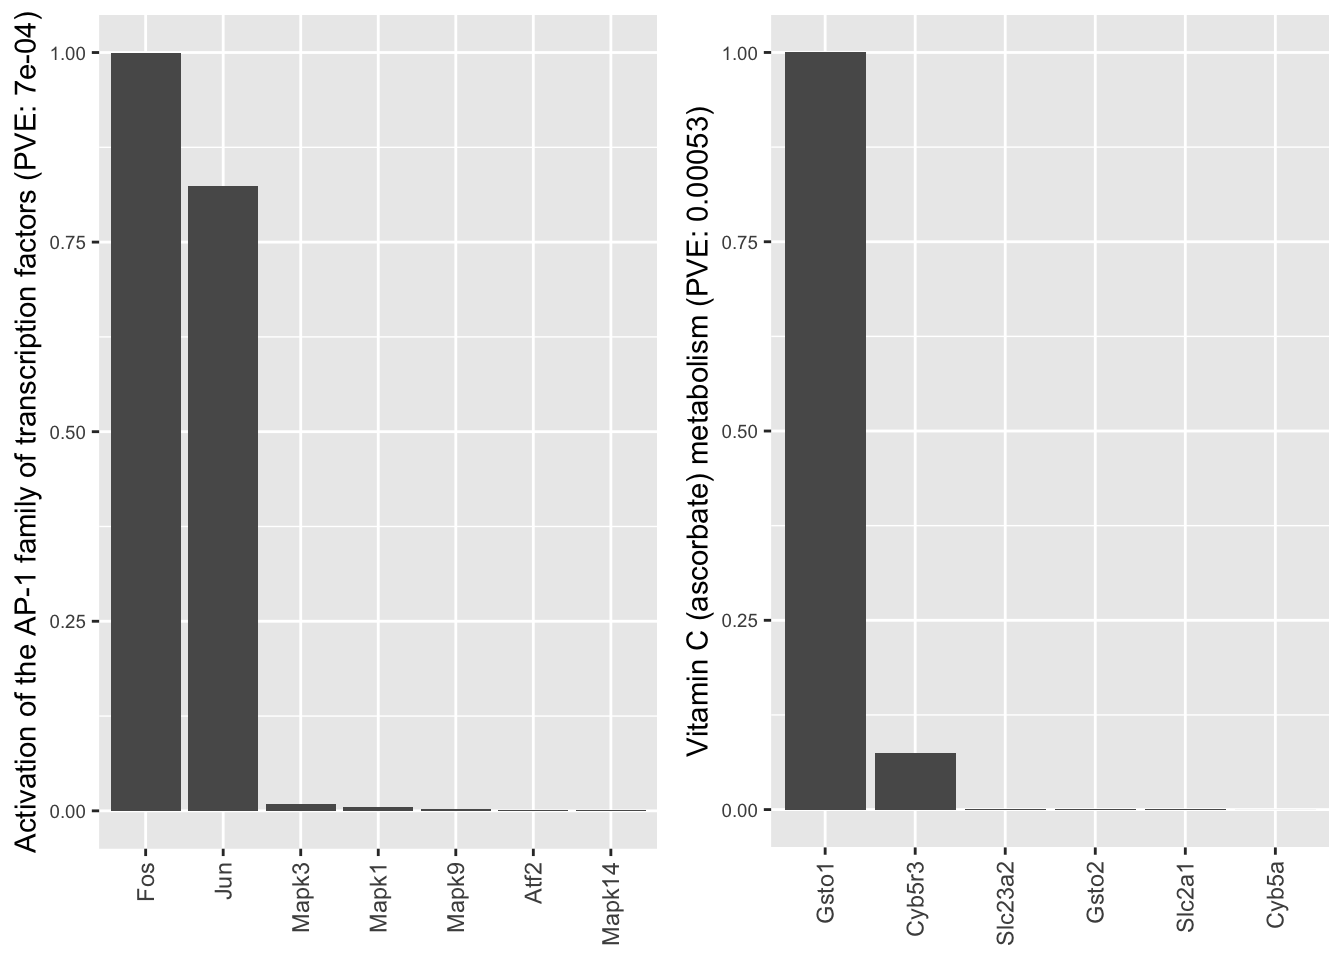 Activation of the AP-1 family of transcription factors (PVE: 7e-04)
1.00
0.75
0.50
0.25
0.00
Fos
Jun
Mapk3
Mapk1
Mapk9
Atf2
Mapk14
Vitamin C (ascorbate) metabolism (PVE: 0.00053)
1.00
0.75
0.50
0.25
0.00
Gsto1
Cyb5r3
Slc23a2
Gsto2
Slc2a1
Cyb5a